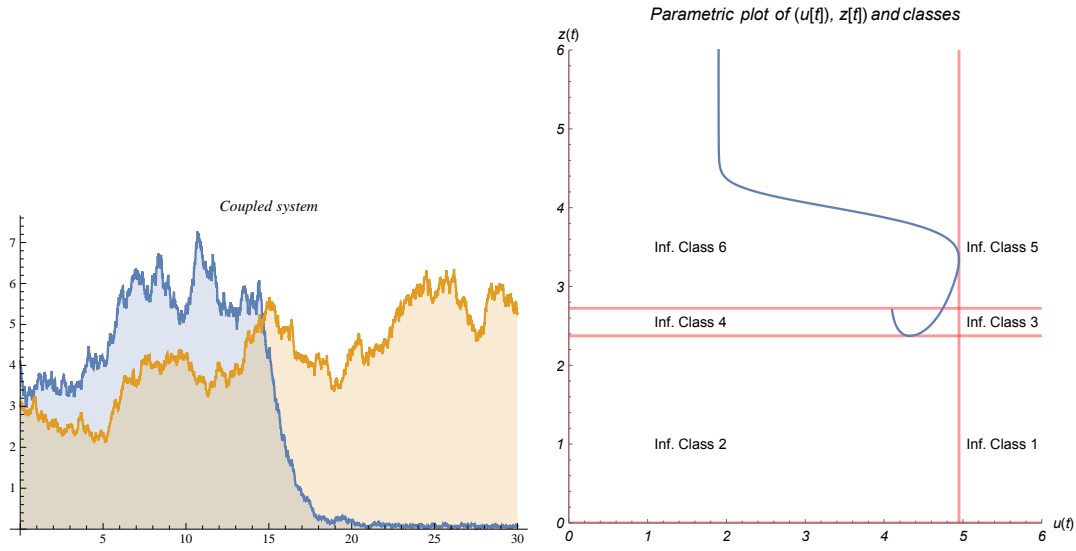 Coupled system
7
6
5
4
3
2
1
5
10
15
20
25
30
Parametric plot of (u[t]), z[t]) and classes
z(t)
6
5
4
3
2
1
0
Inf. Class 6
Inf. Class 5
Inf. Class 4
Inf. Class 3
Inf. Class 2
Inf. Class 1
0 1 2 3 4 5 6 u(t)